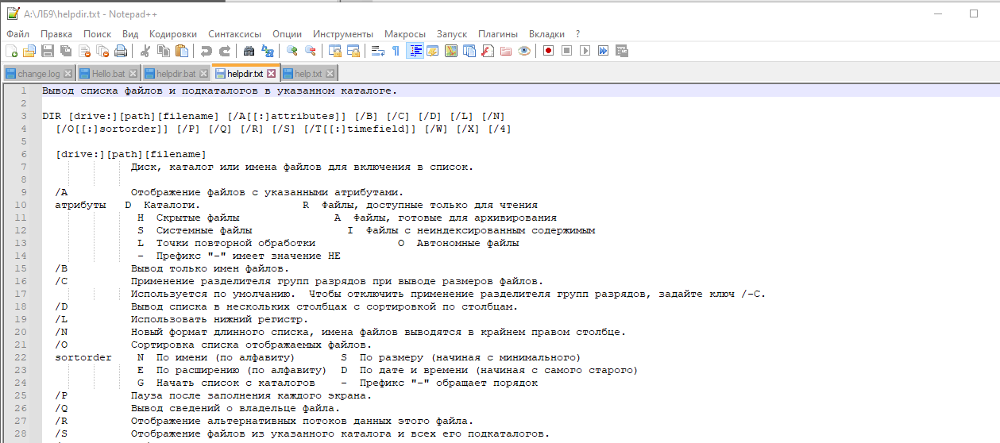 A:\ЛБ9\helpdir.txt - Notepad++
Файл Правка Поиск Вид Кодировки Синтаксисы Опции Инструменты Макросы Запуск Плагины Вкладки ?
change.log Hello.bat helpdir.bat helpdir.txt help.txt
1 Вывод списка файлов и подкаталогов в указанном каталоге.
2
3 DIR [drive:][path][filename] [/A[[:]attributes]] [/B] [/C] [/D] [/L] [/N]
4 [/O[[:]sortorder]] [/P] [/Q] [/R] [/S] [/T[[:]timefield]] [/W] [/X] [/4]
5
6 [drive:][path][filename]
7 Диск, каталог или имена файлов для включения в список.
8
9 /A Отображение файлов с указанными атрибутами.
10 атрибуты D Каталоги. R Файлы, доступные только для чтения
11 H Скрытые файлы A Файлы, готовые для архивирования
12 S Системные файлы I Файлы с неиндексированным содержимым
13 L Точки повторной обработки O Автономные файлы
14 - Префикс "-" имеет значение НЕ
15 /B Вывод только имен файлов.
16 /C Применение разделителя групп разрядов при выводе размеров файлов.
17 Используется по умолчанию. Чтобы отключить применение разделителя групп разрядов, задайте ключ /-C.
18 /D Вывод списка в нескольких столбцах с сортировкой по столбцам.
19 /L Использовать нижний регистр.
20 /N Новый формат длинного списка, имена файлов выводятся в крайнем правом столбце.
21 /O Сортировка списка отображаемых файлов.
22 sortorder N По имени (по алфавиту) S По размеру (начиная с минимального)
23 E По расширению (по алфавиту) D По дате и времени (начиная с самого старого)
24 G Начать список с каталогов - Префикс "-" обращает порядок
25 /P Пауза после заполнения каждого экрана.
26 /Q Вывод сведений о владельце файла.
27 /R Отображение альтернативных потоков данных этого файла.
28 /S Отображение файлов из указанного каталога и всех его подкаталогов.